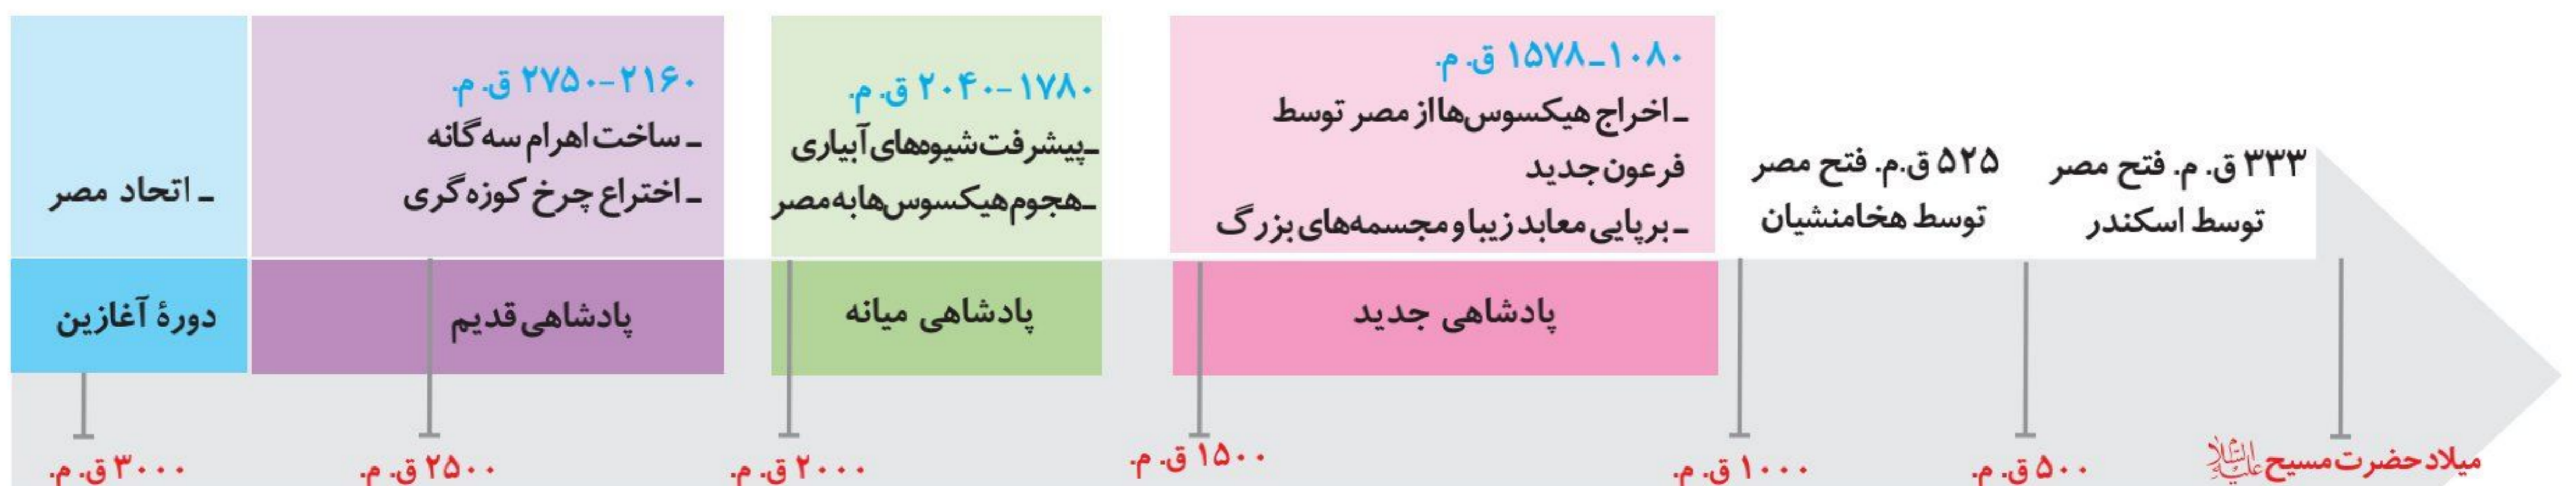 ـ اتحاد مصر
دورهٔ آغازین
۲۷۵۰-۲۱۶۰ ق. م.
ـ ساخت اهرام سه گانه
ـ اختراع چرخ کوزه گری
پادشاهی قدیم
۲۰۴۰-۱۷۸۰ ق. م.
ـ پیشرفت شیوه‌های آبیاری
ـ هجوم هیکسوس‌ها به مصر
پادشاهی میانه
۱۵۷۸ـ۱۰۸۰ ق. م.
ـ اخراج هیکسوس‌ها از مصر توسط
فرعون جدید
ـ برپایی معابد زیبا و مجسمه‌های بزرگ
پادشاهی جدید
۵۲۵ ق.م. فتح مصر
توسط هخامنشیان
۳۳۳ ق. م. فتح مصر
توسط اسکندر
۳۰۰۰ ق. م.
۲۵۰۰ ق. م.
۲۰۰۰ ق. م.
۱۵۰۰ ق. م.
۱۰۰۰ ق. م.
۵۰۰ ق. م.
میلاد حضرت مسیح علیه السلام